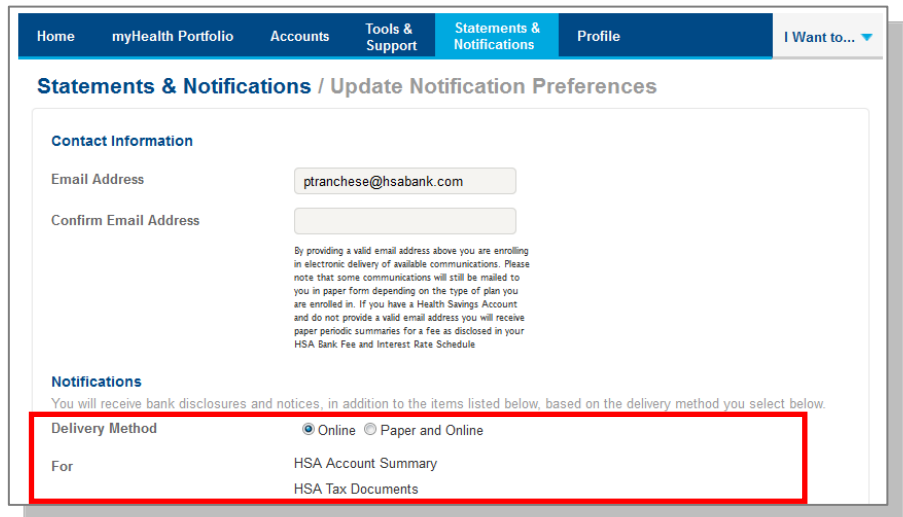 Home myHealth Portfolio Accounts Tools & Support Statements & Notifications Profile I Want to...
Statements & Notifications / Update Notification Preferences
Contact Information
Email Address ptranchese@hsabank.com
Confirm Email Address
By providing a valid email address above you are enrolling
in electronic delivery of available communications. Please
note that some communications will still be mailed to
you in paper form depending on the type of plan you
are enrolled in. If you have a Health Savings Account
and do not provide a valid email address you will receive
paper periodic summaries for a fee as disclosed in your
HSA Bank Fee and Interest Rate Schedule
Notifications
You will receive bank disclosures and notices, in addition to the items listed below, based on the delivery method you select below.
Delivery Method Online Paper and Online
For HSA Account Summary
HSA Tax Documents